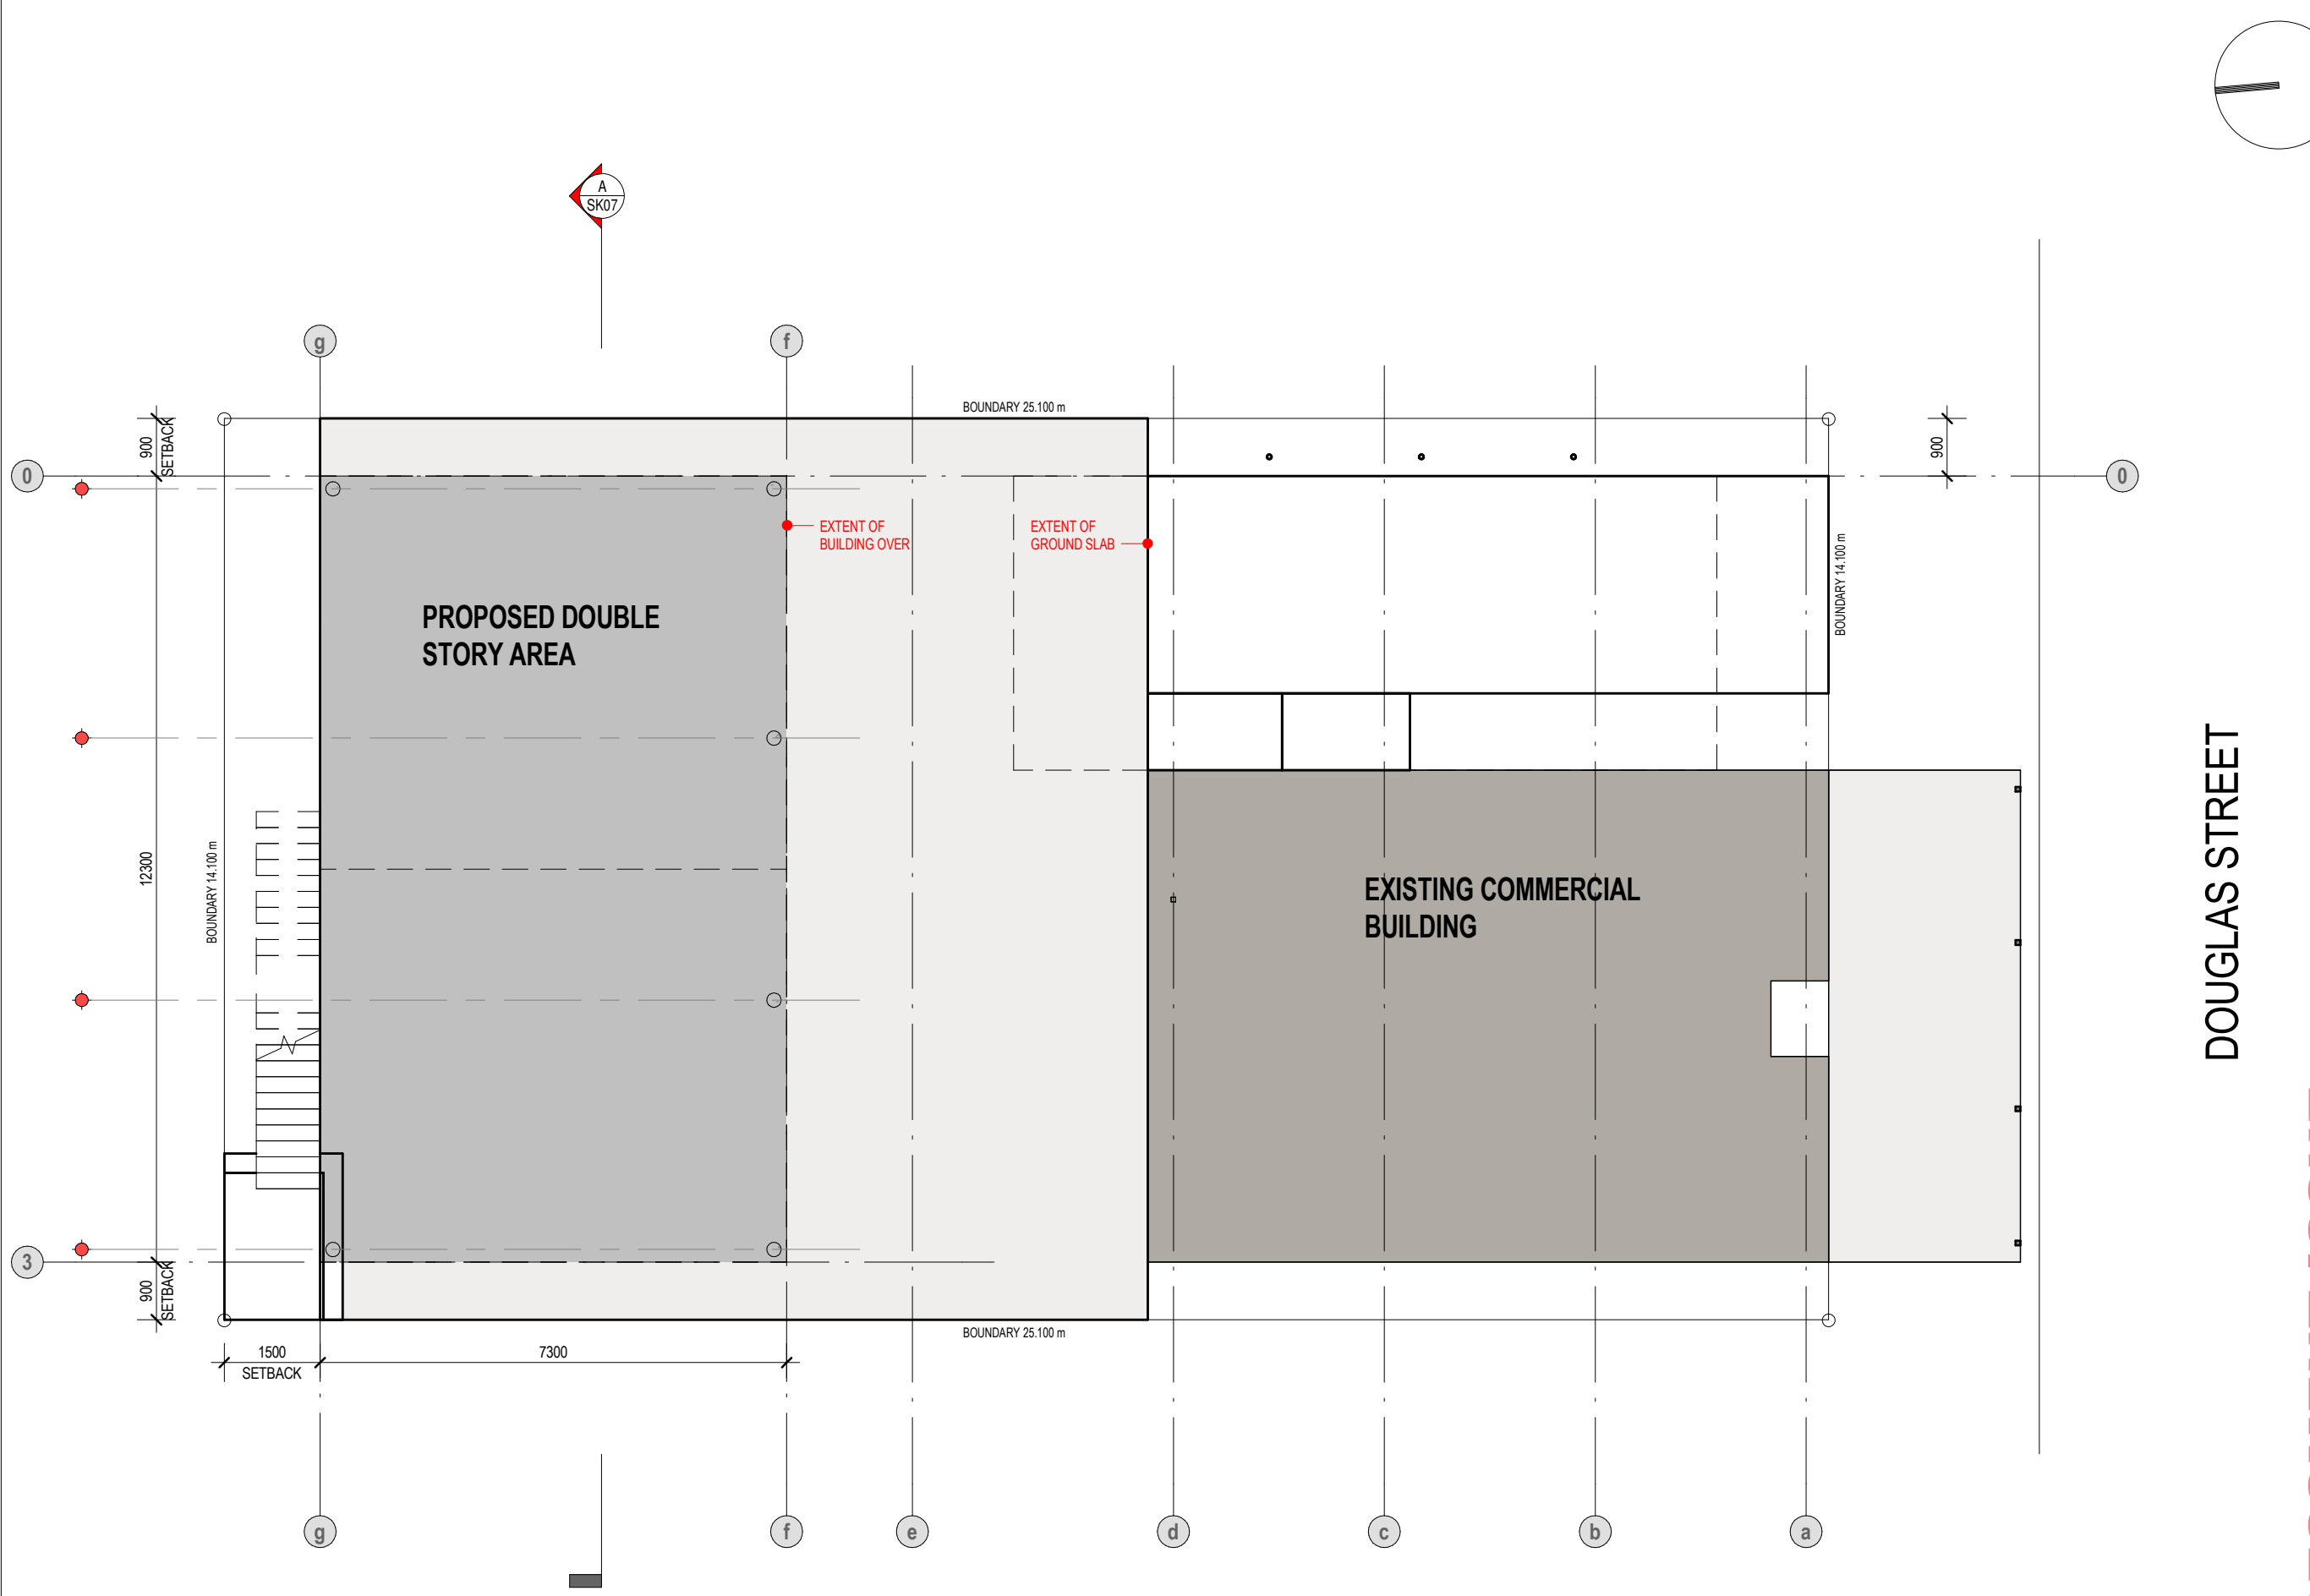 A
SK07
g
f
BOUNDARY 25.100 m
900
SETBACK
900
0
0
EXTENT OF
BUILDING OVER
EXTENT OF
GROUND SLAB
BOUNDARY 14.100 m
PROPOSED DOUBLE
STORY AREA
12300
BOUNDARY 14.100 m
EXISTING COMMERCIAL
BUILDING
DOUGLAS STREET
3
900
SETBACK
BOUNDARY 25.100 m
1500
SETBACK
7300
g
f
e
d
c
b
a